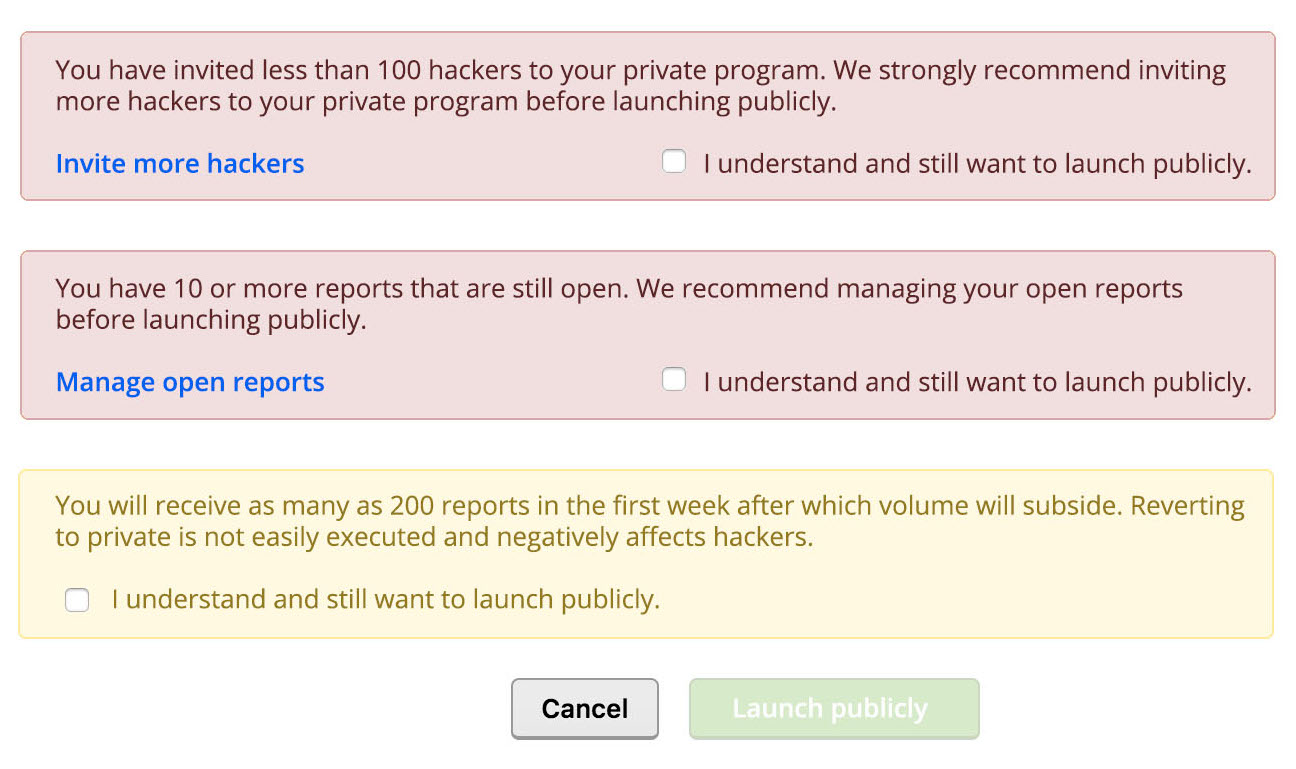 You have invited less than 100 hackers to your private program. We strongly recommend inviting
more hackers to your private program before launching publicly.
Invite more hackers
I understand and still want to launch publicly.
You have 10 or more reports that are still open. We recommend managing your open reports
before launching publicly.
Manage open reports
I understand and still want to launch publicly.
You will receive as many as 200 reports in the first week after which volume will subside. Reverting
to private is not easily executed and negatively affects hackers.
I understand and still want to launch publicly.
Cancel
Launch publicly